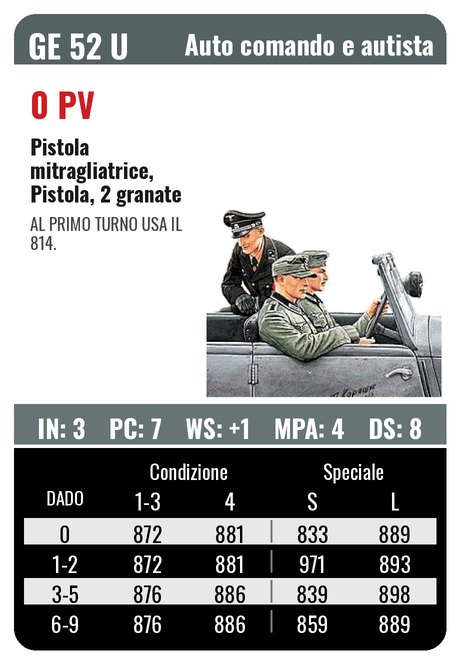 GE 52 U Auto comando e autista
0 PV
Pistola
mitragliatrice,
Pistola, 2 granate
AL PRIMO TURNO USA IL
814.
IN: 3 PC: 7 WS: +1 MPA: 4 DS: 8
Condizione Speciale
DADO 1-3 4 S L
0 872 881 833 889
1-2 872 881 971 893
3-5 876 886 839 898
6-9 876 886 859 889